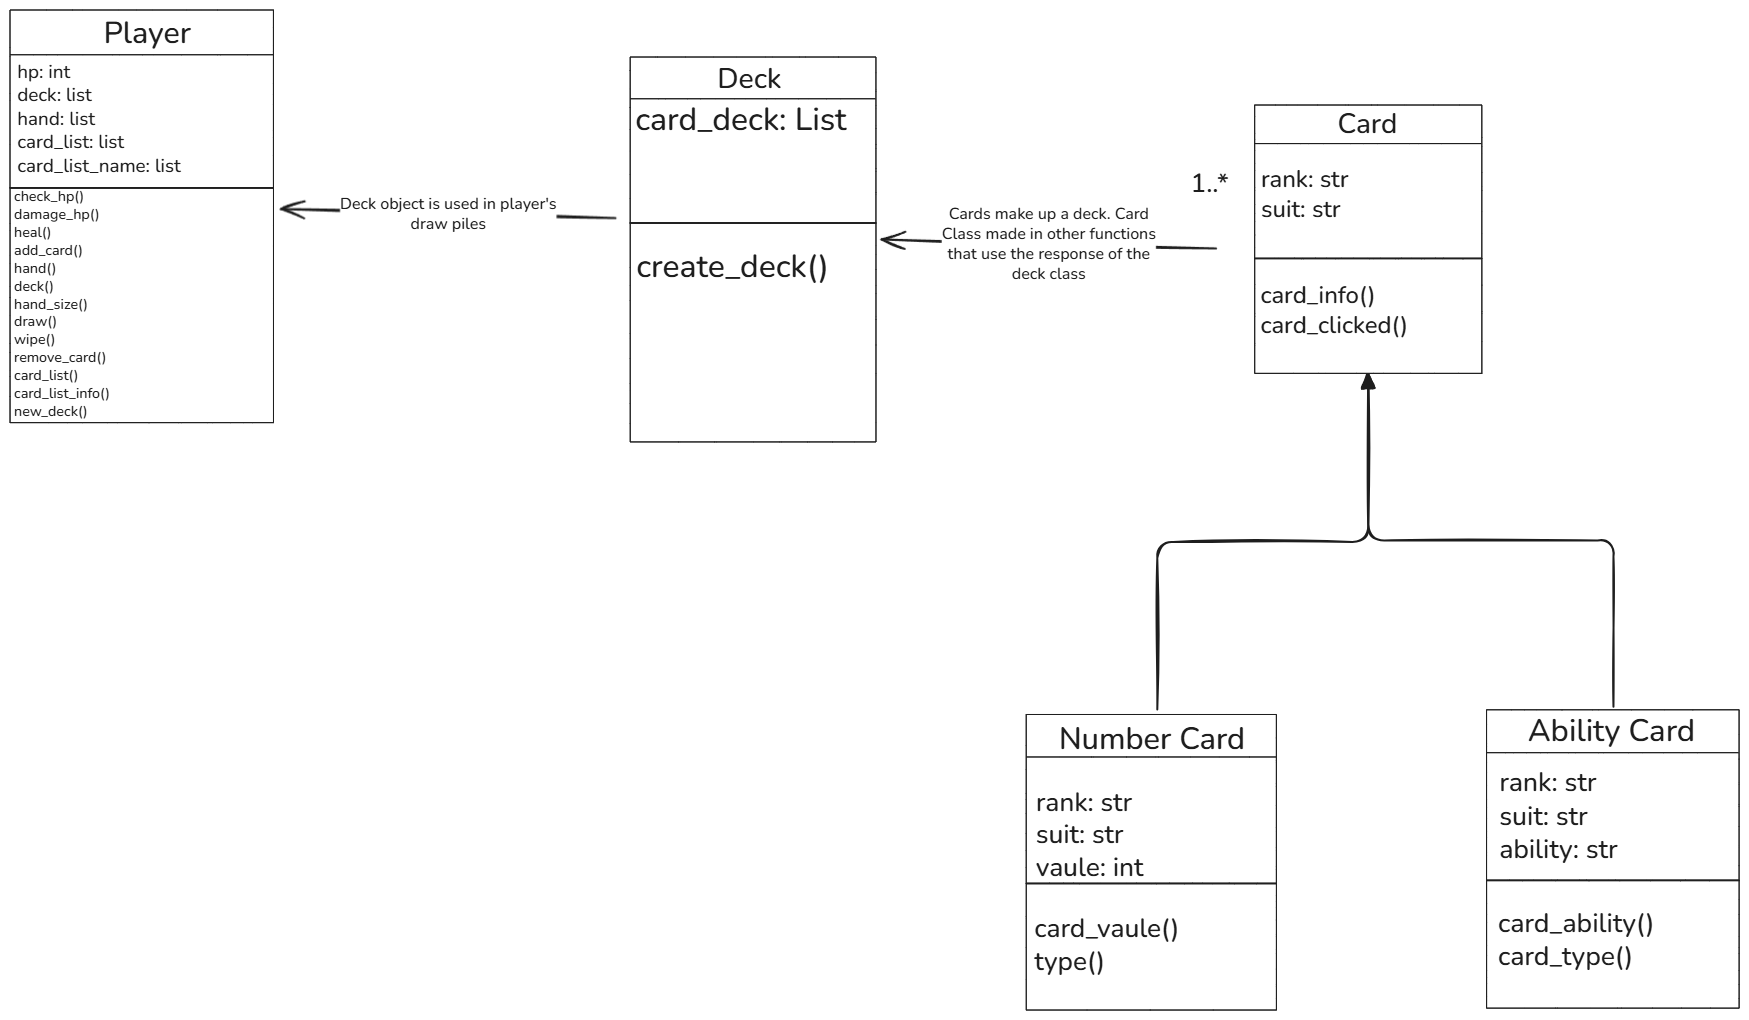 Player
hp: int
deck: list
hand: list
card_list: list
card_list_name: list
check_hp()
damage_hp()
heal()
add_card()
hand()
deck()
hand_size()
draw()
wipe()
remove_card()
card_list()
card_list_info()
new_deck()
Deck object is used in player's
draw piles
Deck
card_deck: List
create_deck()
Cards make up a deck. Card
Class made in other functions
that use the response of the
deck class
1..*
Card
rank: str
suit: str
card_info()
card_clicked()
Number Card
rank: str
suit: str
vaule: int
card_vaule()
type()
Ability Card
rank: str
suit: str
ability: str
card_ability()
card_type()